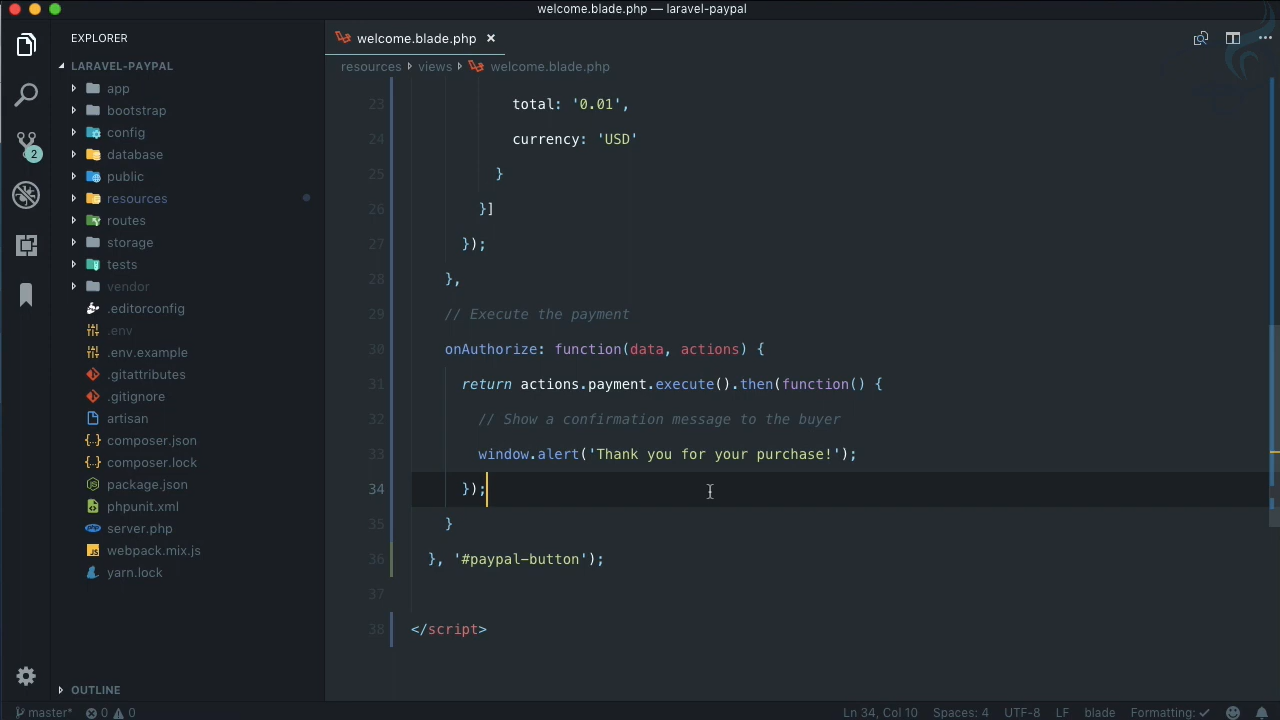 welcome.blade.php — laravel-paypal
EXPLORER
LARAVEL-PAYPAL
app
bootstrap
config
database
public
resources
routes
storage
tests
vendor
.editorconfig
.env
.env.example
.gitattributes
.gitignore
artisan
composer.json
composer.lock
package.json
phpunit.xml
server.php
webpack.mix.js
yarn.lock
OUTLINE
2
welcome.blade.php ×
resources views welcome.blade.php
23 total: '0.01',
24 currency: 'USD'
25 }
26 }]
27 });
28 },
29 // Execute the payment
30 onAuthorize: function(data, actions) {
31 return actions.payment.execute().then(function() {
32 // Show a confirmation message to the buyer
33 window.alert('Thank you for your purchase!');
34 });
35 }
36 }, '#paypal-button');
37
38 </script>
master* 0 0 Ln 34, Col 10 Spaces: 4 UTF-8 LF blade Formatting: ✓